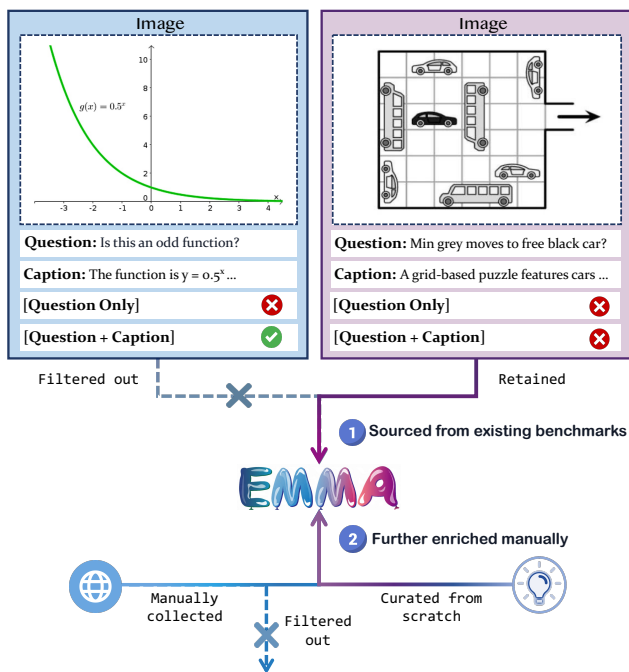 Image
10
8
6
4
2
0
-3
-2
-1
0
1
2
3
4
x
g(x) = 0.5ˣ
Question: Is this an odd function?
Caption: The function is y = 0.5ˣ ...
[Question Only]
[Question + Caption]
Image
Question: Min grey moves to free black car?
Caption: A grid-based puzzle features cars ...
[Question Only]
[Question + Caption]
Filtered out
Retained
1 Sourced from existing benchmarks
EMMA
2 Further enriched manually
Manually
collected
Filtered
out
Curated from
scratch